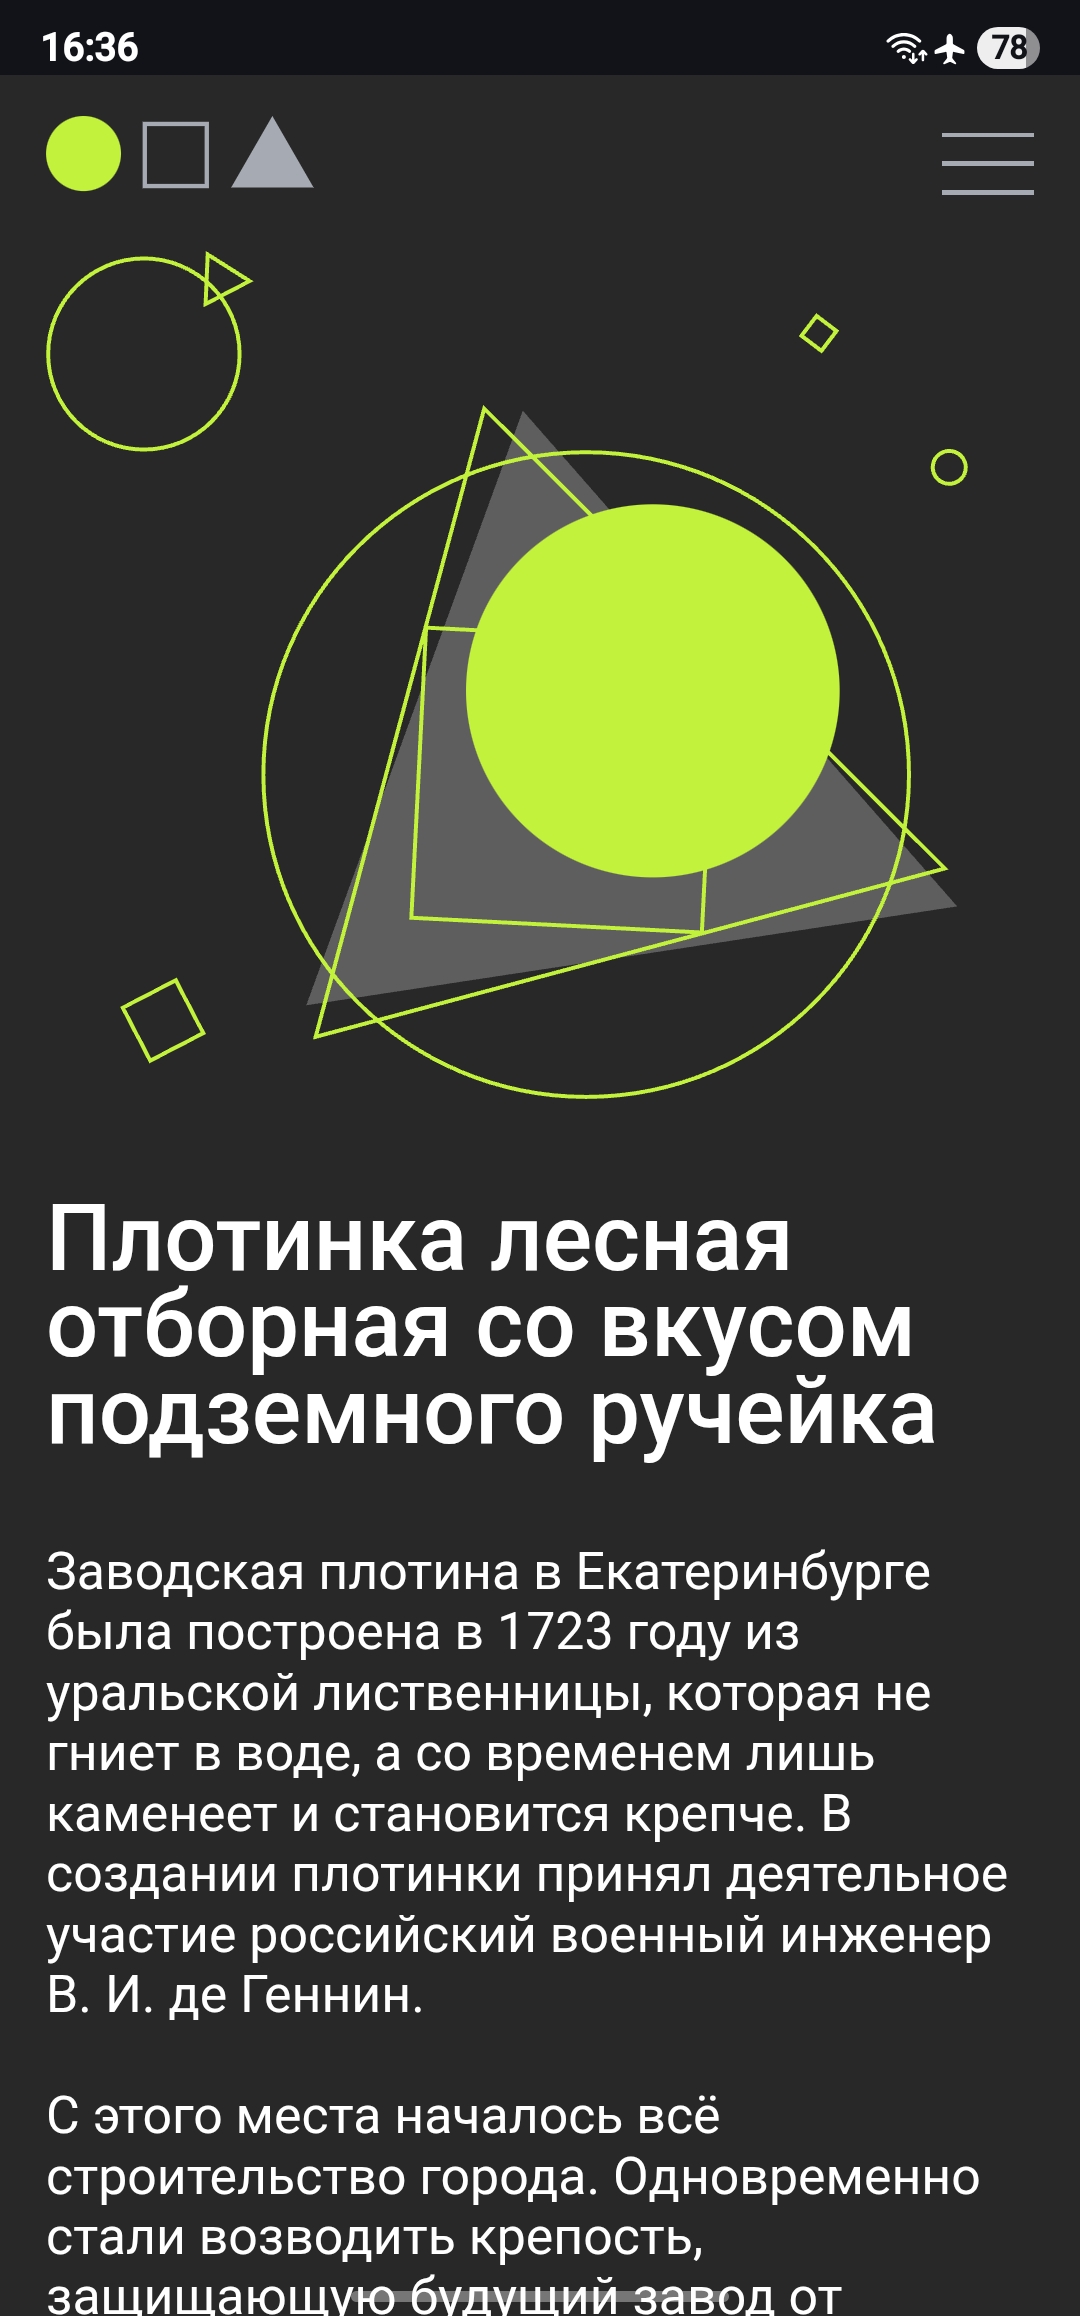 16:36
78
Плотинка лесная
отборная со вкусом
подземного ручейка
Заводская плотина в Екатеринбурге
была построена в 1723 году из
уральской лиственницы, которая не
гниет в воде, а со временем лишь
каменеет и становится крепче. В
создании плотинки принял деятельное
участие российский военный инженер
В. И. де Геннин.
С этого места началось всё
строительство города. Одновременно
стали возводить крепость,
защищающую будущий завод от